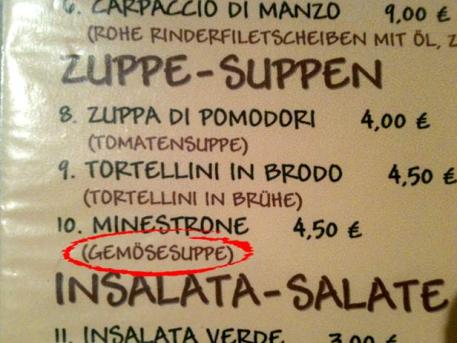 6. CARPACCIO DI MANZO 9,00 €
(ROHE RINDERFILETSCHEIBEN MIT ÖL, Z
ZUPPE-SUPPEN
8. ZUPPA DI POMODORI 4,00 €
(TOMATENSUPPE)
9. TORTELLINI IN BRODO 4,50 €
(TORTELLINI IN BRÜHE)
10. MINESTRONE 4,50 €
(GEMÖSESUPPE)
INSALATA-SALATE
11. INSALATA VERDE 3,00 €